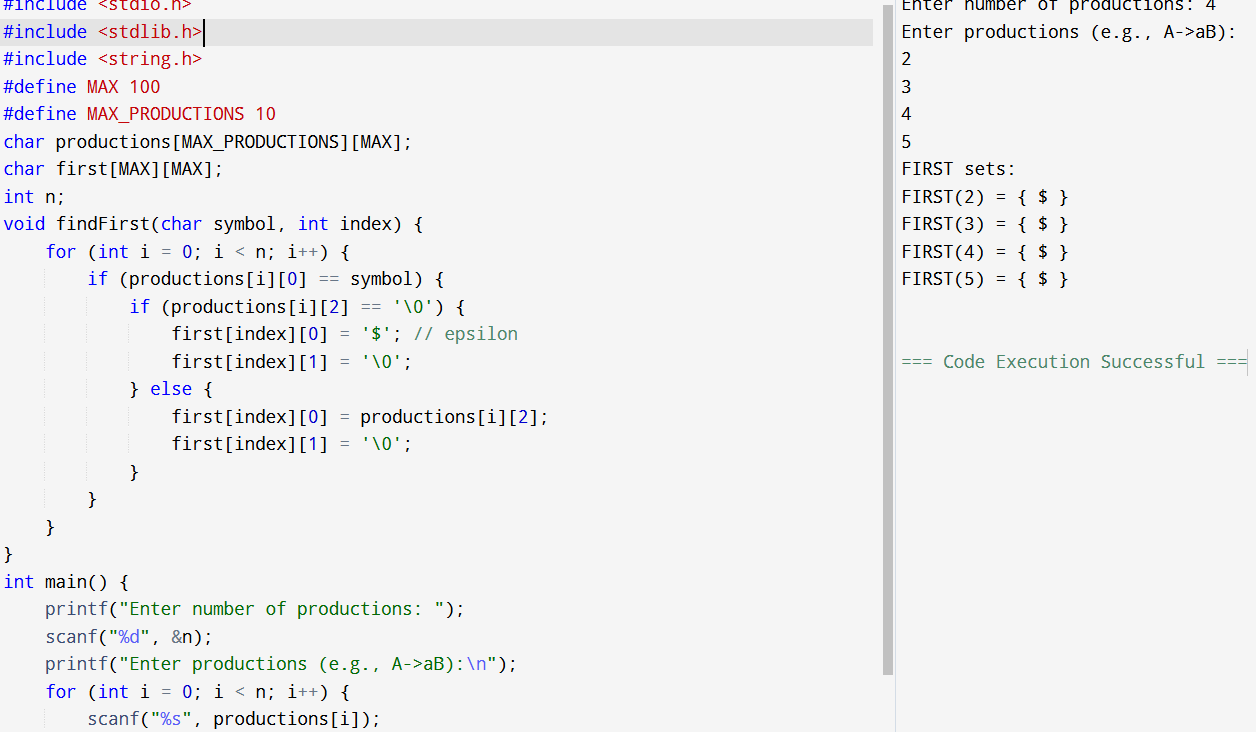 #include <stdio.h>
#include <stdlib.h>
#include <string.h>
#define MAX 100
#define MAX_PRODUCTIONS 10
char productions[MAX_PRODUCTIONS][MAX];
char first[MAX][MAX];
int n;
void findFirst(char symbol, int index) {
    for (int i = 0; i < n; i++) {
        if (productions[i][0] == symbol) {
            if (productions[i][2] == '\0') {
                first[index][0] = '$'; // epsilon
                first[index][1] = '\0';
            } else {
                first[index][0] = productions[i][2];
                first[index][1] = '\0';
            }
        }
    }
}
int main() {
    printf("Enter number of productions: ");
    scanf("%d", &n);
    printf("Enter productions (e.g., A->aB):\n");
    for (int i = 0; i < n; i++) {
        scanf("%s", productions[i]);
Enter number of productions: 4
Enter productions (e.g., A->aB):
2
3
4
5
FIRST sets:
FIRST(2) = { $ }
FIRST(3) = { $ }
FIRST(4) = { $ }
FIRST(5) = { $ }
=== Code Execution Successful ===